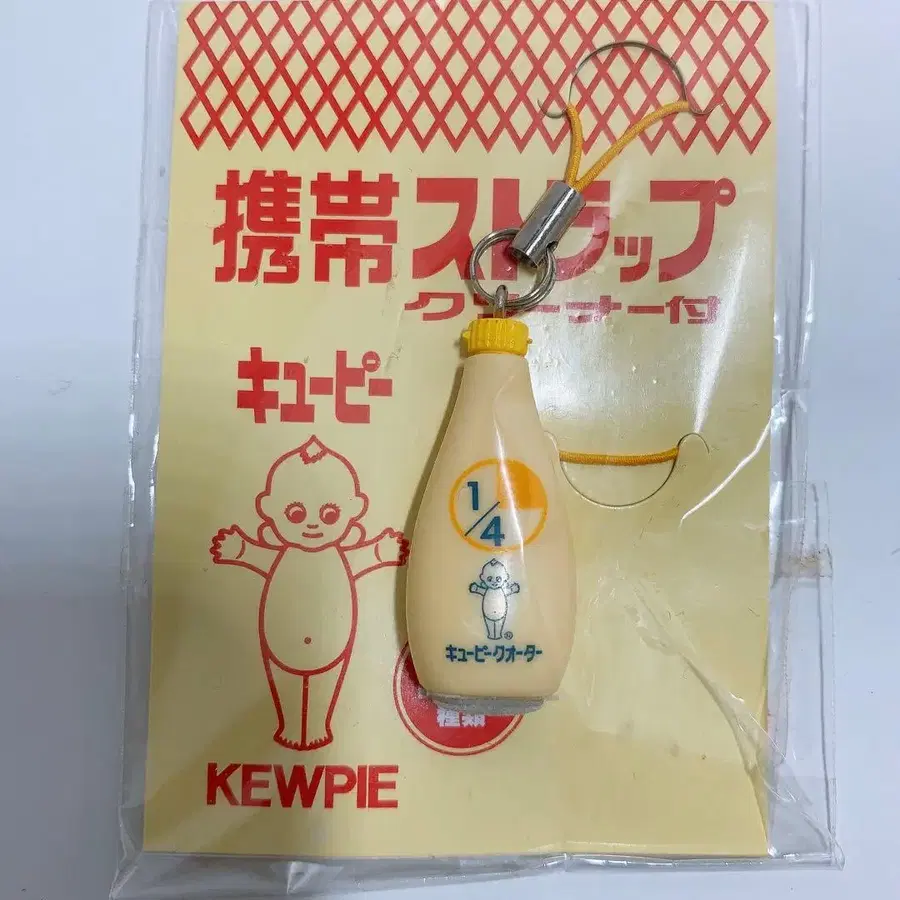 携帯ストラップ
クリーナー付
キューピー
1/4
®
キューピークオーター
種類
KEWPIE